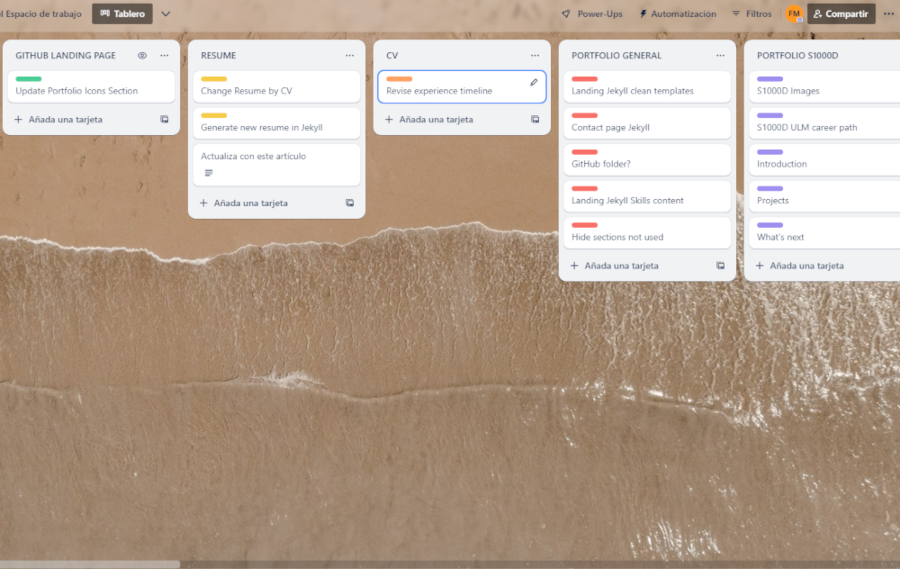 l Espacio de trabajo
Tablero
Power-Ups
Automatización
Filtros
FM
Compartir
GITHUB LANDING PAGE
Update Portfolio Icons Section
Añada una tarjeta
RESUME
Change Resume by CV
Generate new resume in Jekyll
Actualiza con este artículo
Añada una tarjeta
CV
Revise experience timeline
Añada una tarjeta
PORTFOLIO GENERAL
Landing Jekyll clean templates
Contact page Jekyll
GitHub folder?
Landing Jekyll Skills content
Hide sections not used
Añada una tarjeta
PORTFOLIO S1000D
S1000D Images
S1000D ULM career path
Introduction
Projects
What's next
Añada una tarjeta